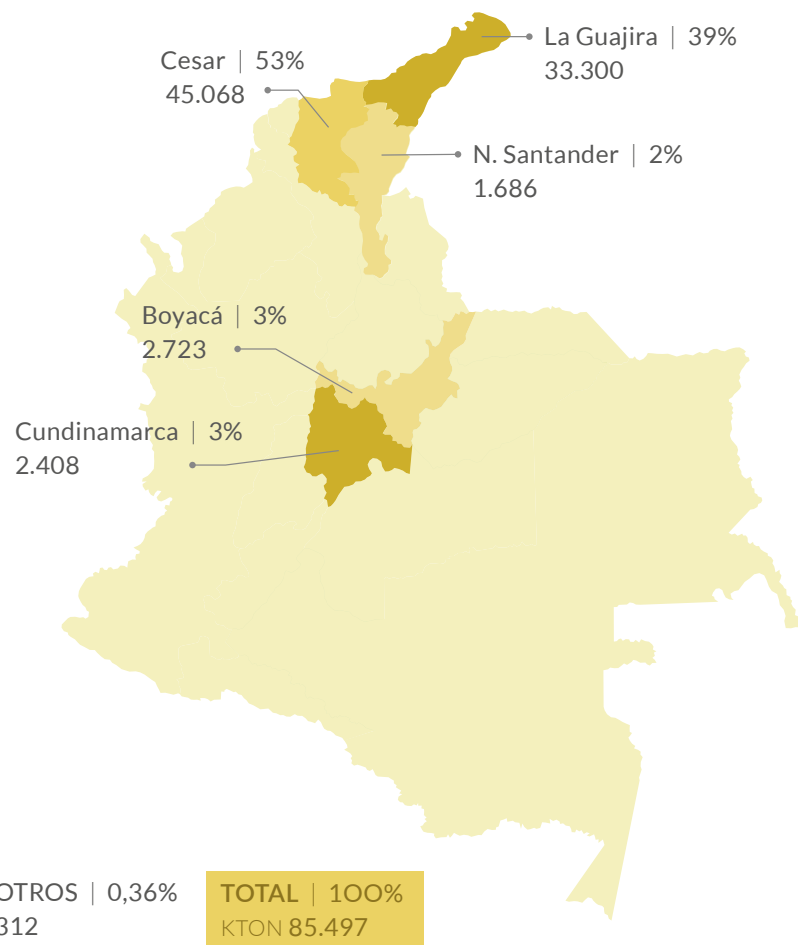 La Guajira | 39%
33.300
Cesar | 53%
45.068
N. Santander | 2%
1.686
Boyacá | 3%
2.723
Cundinamarca | 3%
2.408
OTROS | 0,36%
312
TOTAL | 100%
KTON 85.497